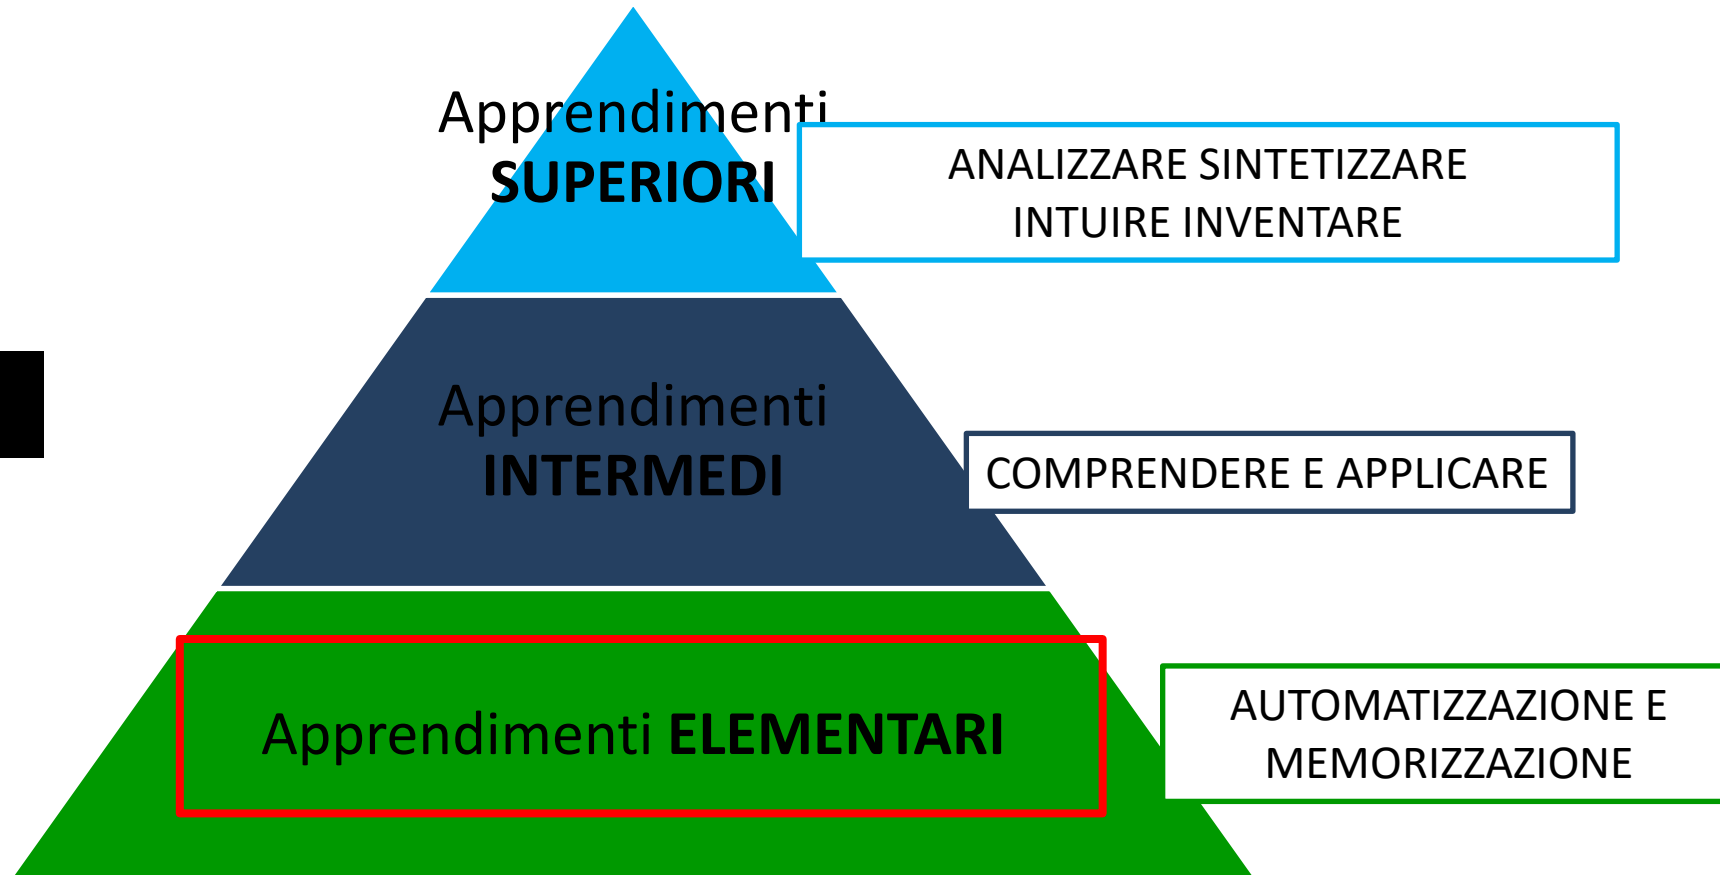 Apprendimenti
SUPERIORI
ANALIZZARE SINTETIZZARE
INTUIRE INVENTARE
Apprendimenti
INTERMEDI
COMPRENDERE E APPLICARE
Apprendimenti ELEMENTARI
AUTOMATIZZAZIONE E
MEMORIZZAZIONE